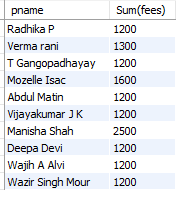 pname Sum(fees)
Radhika P 1200
Verma rani 1300
T Gangopadhayay 1200
Mozelle Isac 1600
Abdul Matin 1200
Vijayakumar J K 1200
Manisha Shah 2500
Deepa Devi 1200
Wajih A Alvi 1200
Wazir Singh Mour 1200